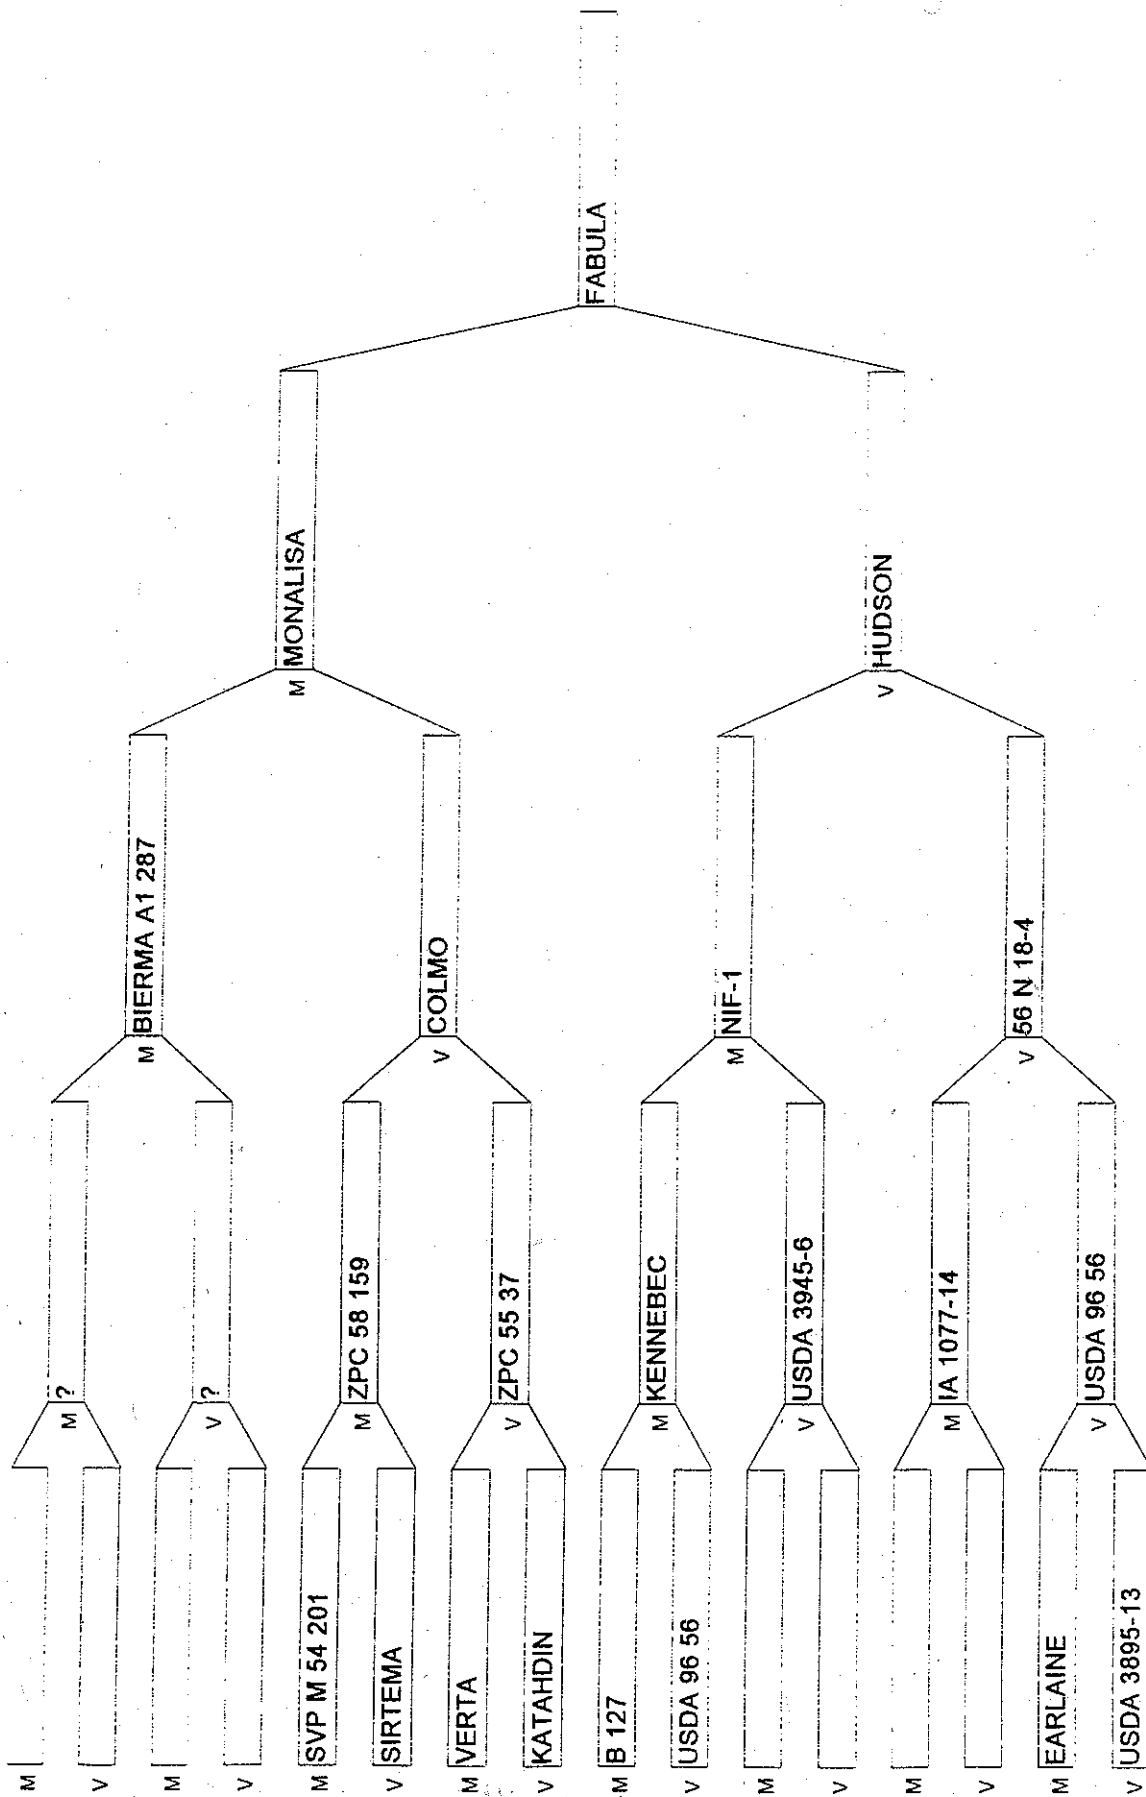 FABULA
M MONALISA
V HUDSON
M BIERMA A1 287
V COLMO
M NIF-1
V 56 N 18-4
M ?
V ?
M ZPC 58 159
V ZPC 55 37
M KENNEBEC
V USDA 3945-6
M IA 1077-14
V USDA 96 56
M
V
M
V
M SVP M 54 201
V SIRTEMA
M VERTA
V KATAHDIN
M B 127
V USDA 96 56
M
V
M
V
M EARLAINE
V USDA 3895-13